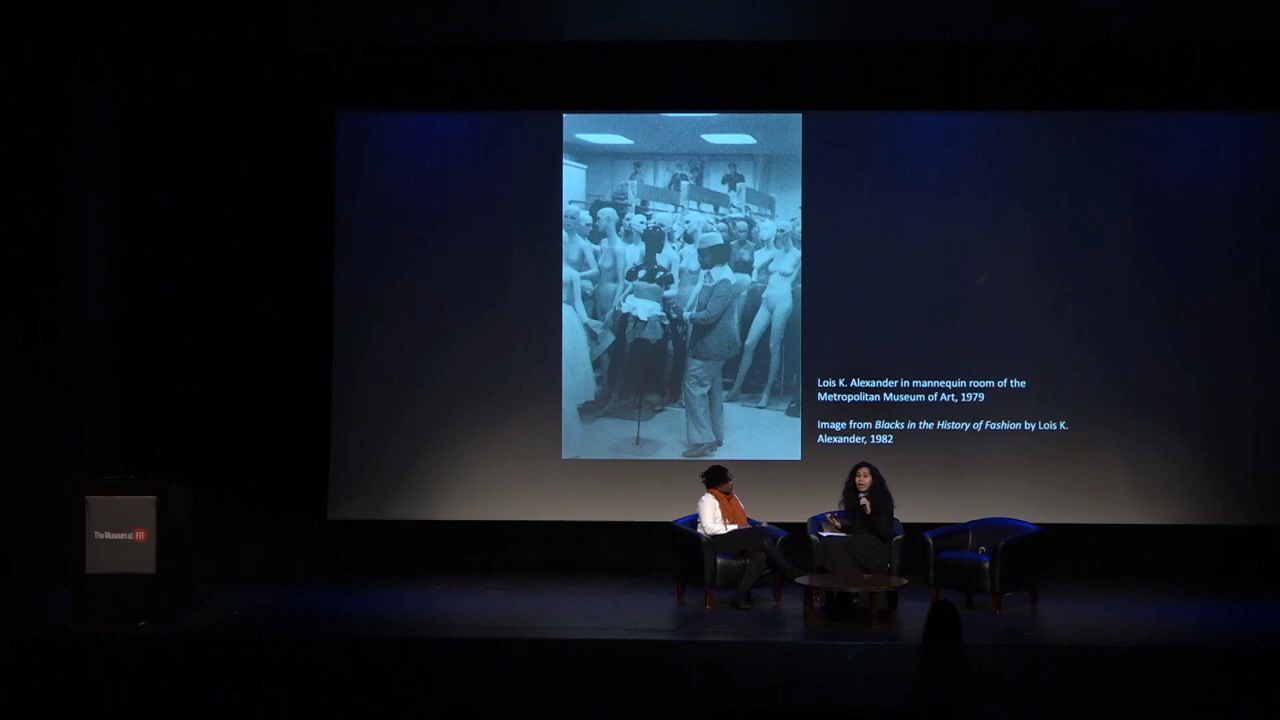 Lois K. Alexander in mannequin room of the
Metropolitan Museum of Art, 1979
Image from Blacks in the History of Fashion by Lois K.
Alexander, 1982
The Museum at FIT